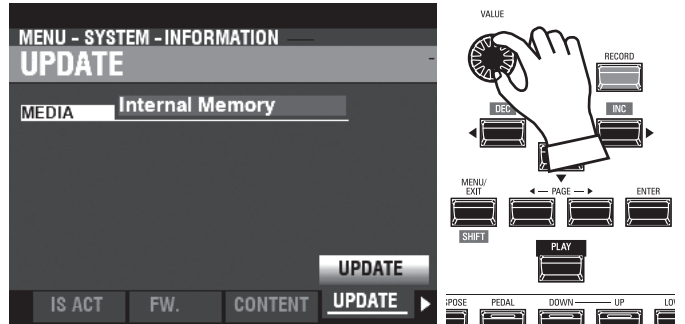 MENU - SYSTEM - INFORMATION
UPDATE
MEDIA Internal Memory
UPDATE
IS ACT FW. CONTENT UPDATE
VALUE
RECORD
DEC INC
MENU/
EXIT
PAGE
ENTER
SHIFT
PLAY
PEDAL DOWN UP